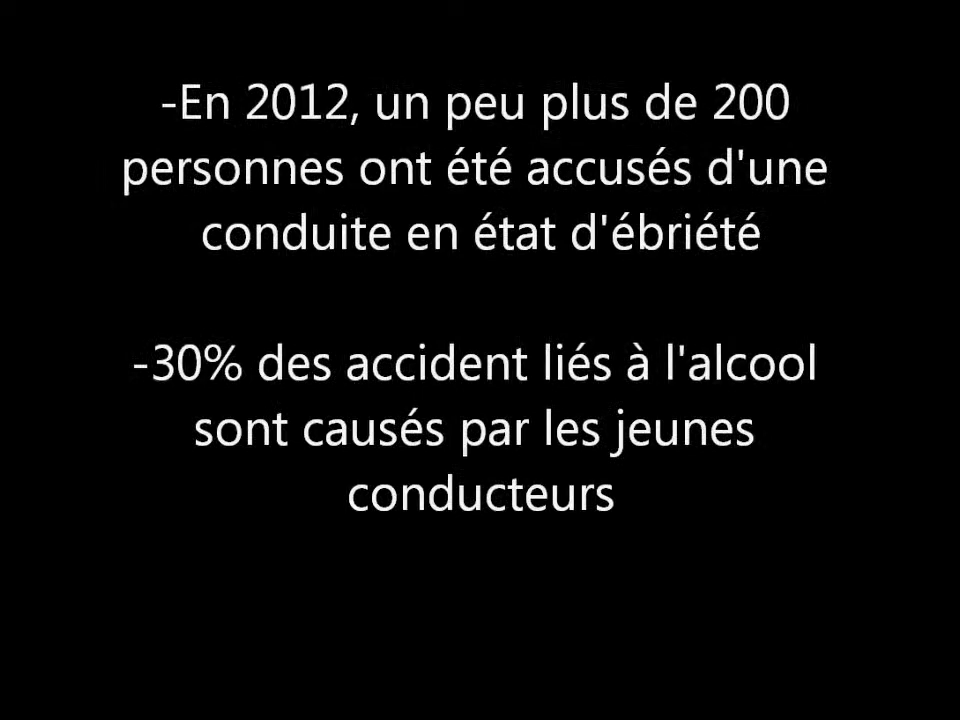 -En 2012, un peu plus de 200
personnes ont été accusés d'une
conduite en état d'ébriété
-30% des accident liés à l'alcool
sont causés par les jeunes
conducteurs